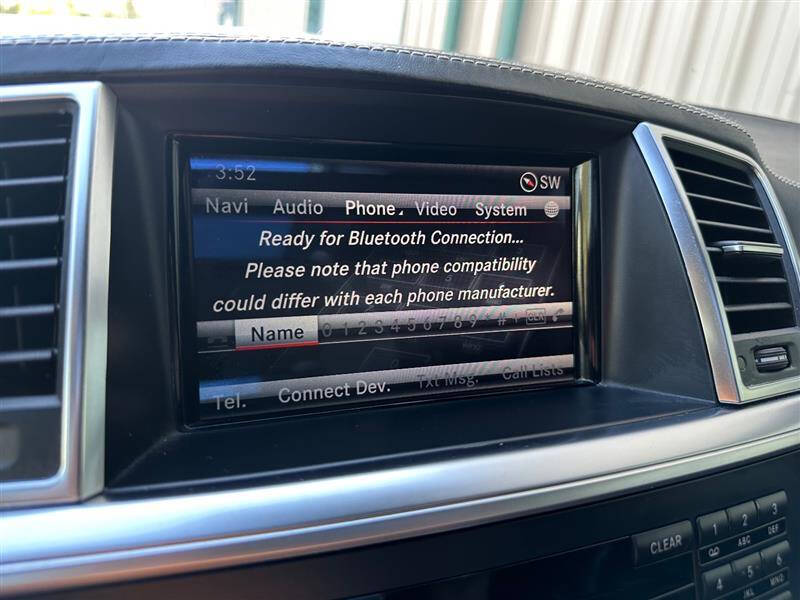 3:52 SW
Navi Audio Phone Video System
Ready for Bluetooth Connection...
Please note that phone compatibility
could differ with each phone manufacturer.
Name 0 1 2 3 4 5 6 7 8 9 * # + CLR
Tel. Connect Dev. Txt Msg. Call Lists
CLEAR 1 2 3
ABC DEF
4 5 6
JKL MNO